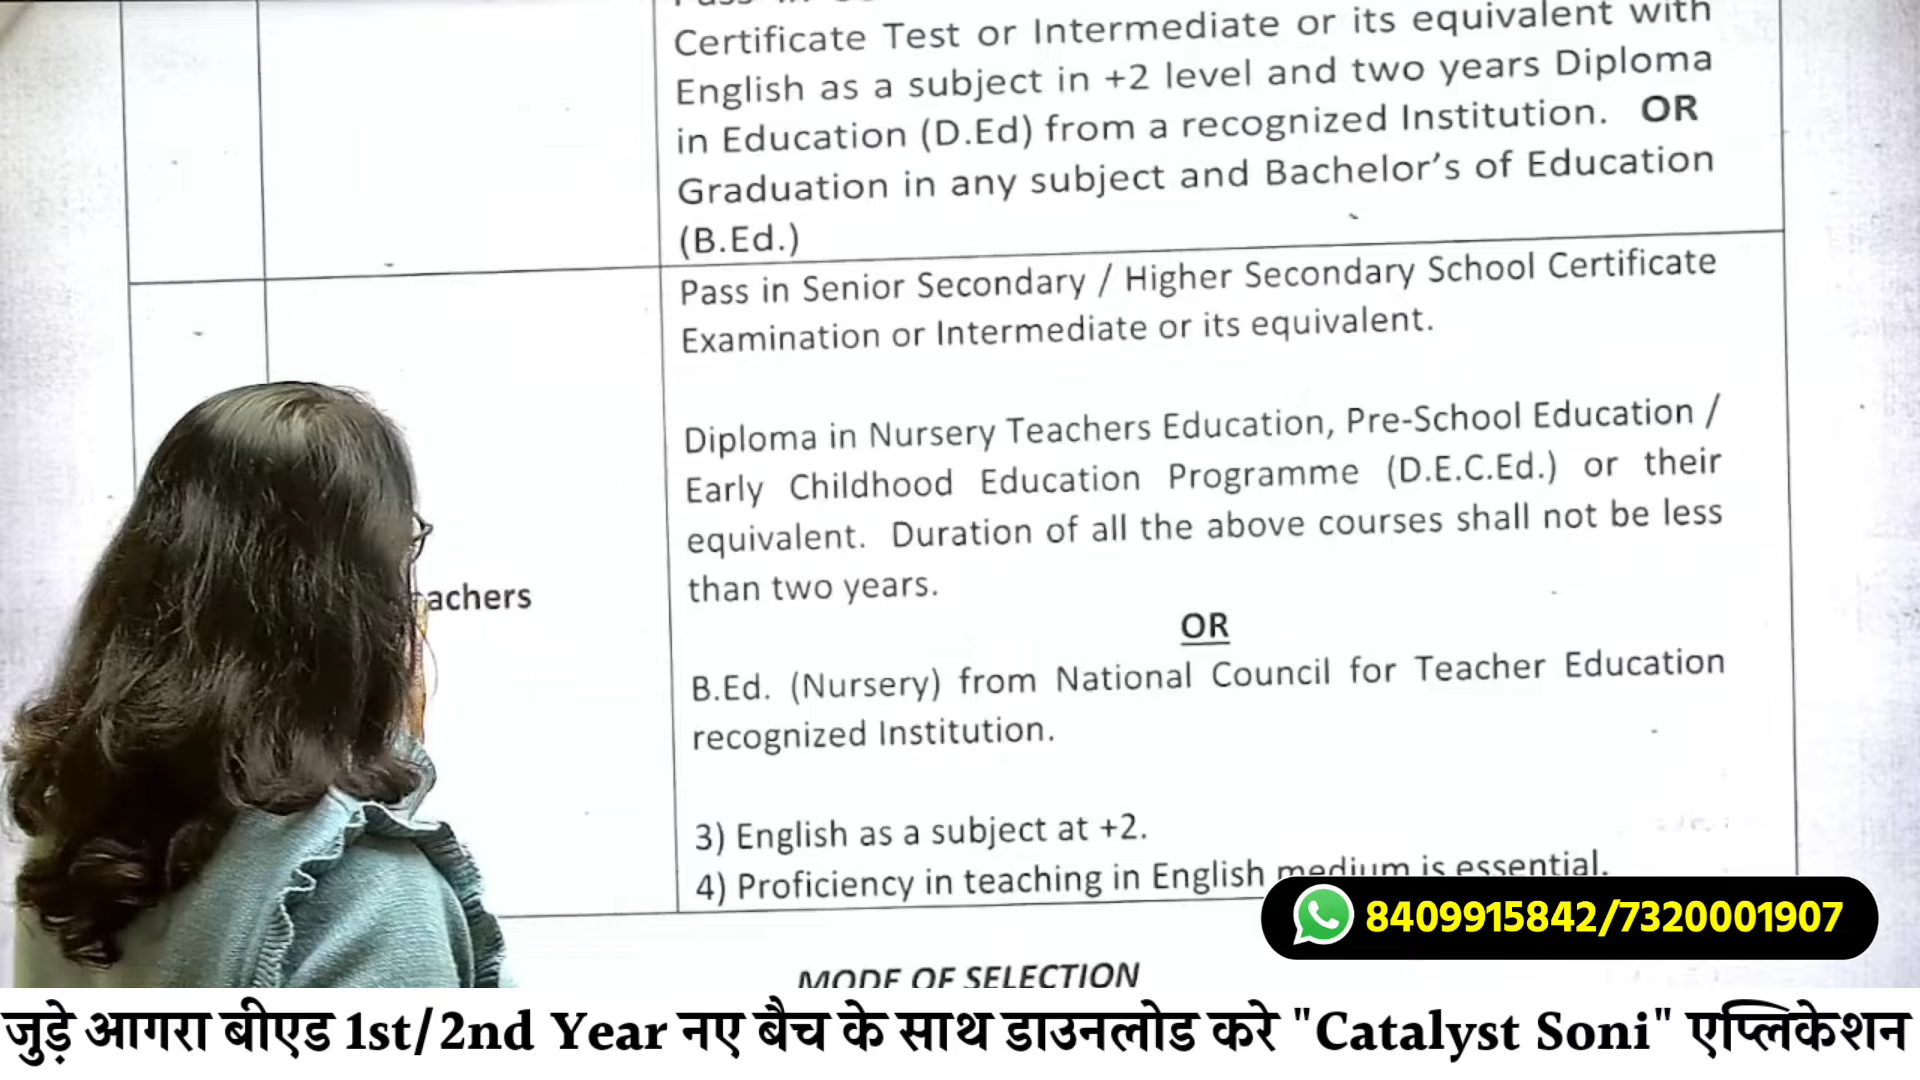 Certificate Test or Intermediate or its equivalent with
English as a subject in +2 level and two years Diploma
in Education (D.Ed) from a recognized Institution. OR
Graduation in any subject and Bachelor's of Education
(B.Ed.)
Pass in Senior Secondary / Higher Secondary School Certificate
Examination or Intermediate or its equivalent.
Diploma in Nursery Teachers Education, Pre-School Education /
Early Childhood Education Programme (D.E.C.Ed.) or their
equivalent. Duration of all the above courses shall not be less
than two years.
achers
OR
B.Ed. (Nursery) from National Council for Teacher Education
recognized Institution.
3) English as a subject at +2.
4) Proficiency in teaching in English medium is essential.
8409915842/7320001907
MODE OF SELECTION
जुड़े आगरा बीएड 1st/2nd Year नए बैच के साथ डाउनलोड करे "Catalyst Soni" एप्लिकेशन